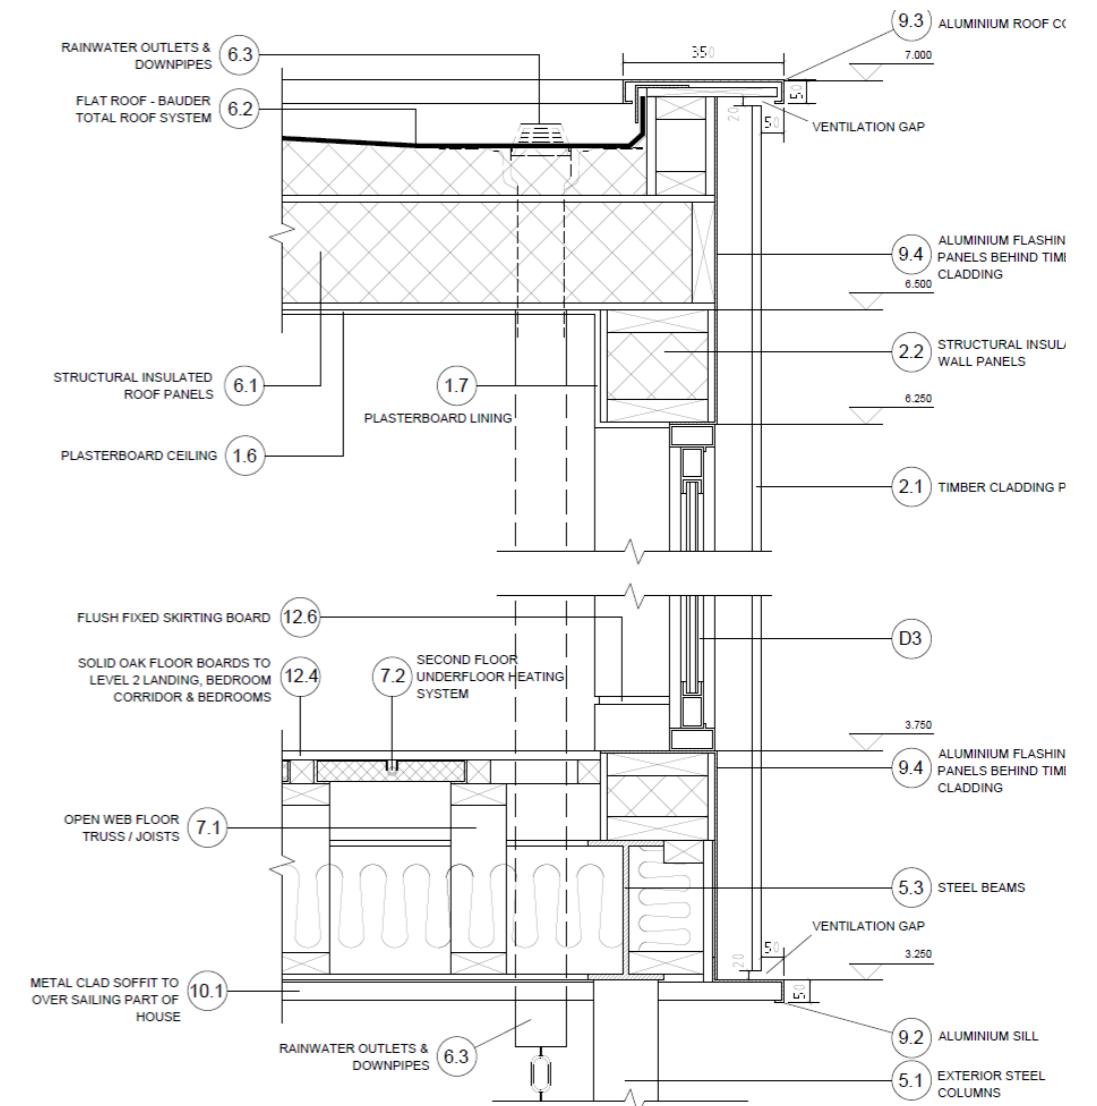 9.3 ALUMINIUM ROOF CO
RAINWATER OUTLETS &
DOWNPIPES
6.3
350
7.000
FLAT ROOF - BAUDER
TOTAL ROOF SYSTEM
6.2
50
20
50
VENTILATION GAP
9.4
ALUMINIUM FLASHIN
PANELS BEHIND TIMB
CLADDING
6.500
2.2
STRUCTURAL INSULA
WALL PANELS
STRUCTURAL INSULATED
ROOF PANELS
6.1
1.7
PLASTERBOARD LINING
6.250
PLASTERBOARD CEILING 1.6
2.1 TIMBER CLADDING P
FLUSH FIXED SKIRTING BOARD 12.6
D3
SOLID OAK FLOOR BOARDS TO
LEVEL 2 LANDING, BEDROOM
CORRIDOR & BEDROOMS
12.4
7.2
SECOND FLOOR
UNDERFLOOR HEATING
SYSTEM
3.750
9.4
ALUMINIUM FLASHIN
PANELS BEHIND TIMB
CLADDING
OPEN WEB FLOOR
TRUSS / JOISTS
7.1
5.3 STEEL BEAMS
VENTILATION GAP
50
20
3.250
METAL CLAD SOFFIT TO
OVER SAILING PART OF
HOUSE
10.1
50
9.2 ALUMINIUM SILL
RAINWATER OUTLETS &
DOWNPIPES
6.3
5.1
EXTERIOR STEEL
COLUMNS